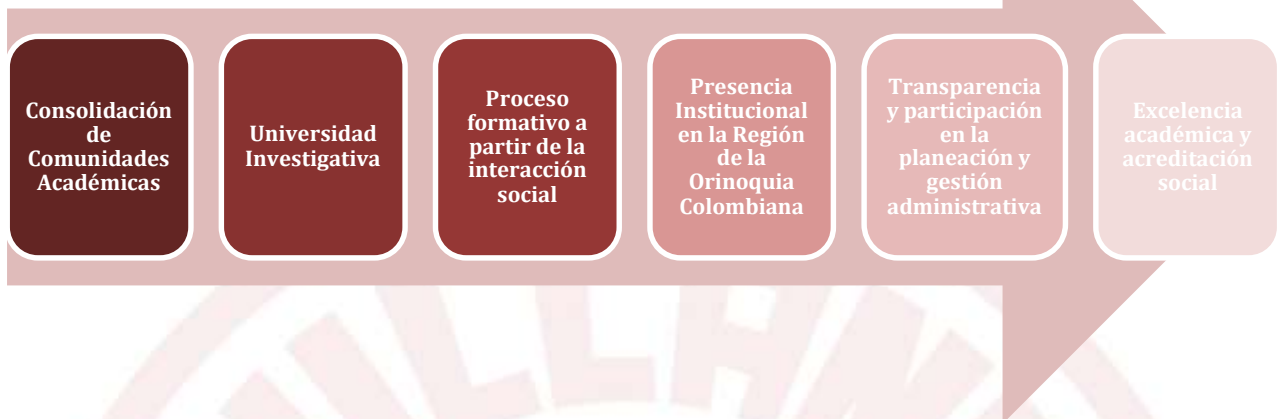 Consolidación
de
Comunidades
Académicas
Universidad
Investigativa
Proceso
formativo a
partir de la
interacción
social
Presencia
Institucional
en la Región
de la
Orinoquia
Colombiana
Transparencia
y participación
en la
planeación y
gestión
administrativa
Excelencia
académica y
acreditación
social